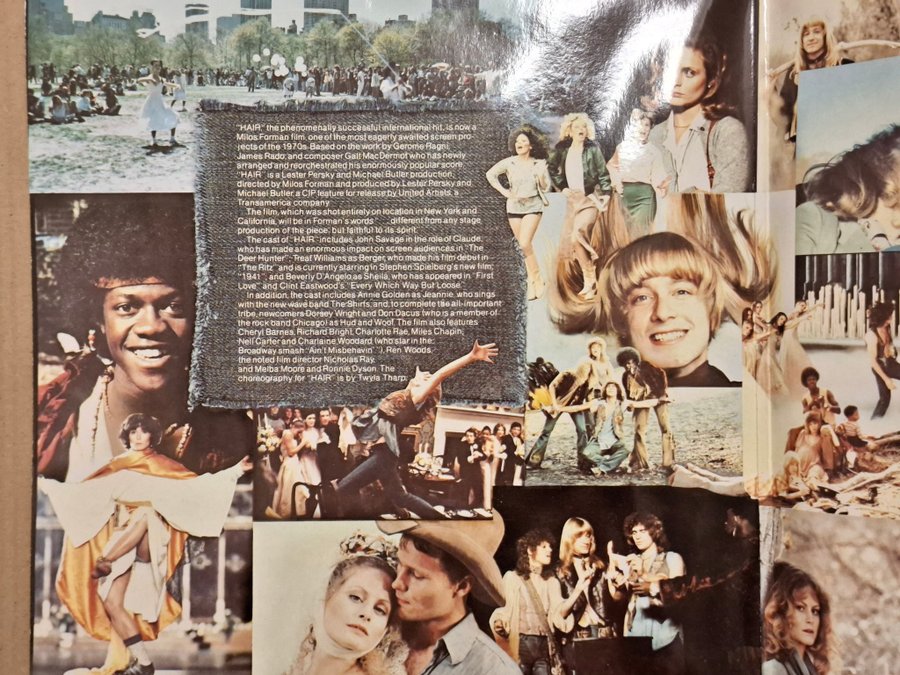 "HAIR," the phenomenally successful international hit, is now a
Milos Forman film, one of the most eagerly awaited screen pro-
jects of the 1970s. Based on the work by Gerome Ragni,
James Rado, and composer Galt MacDermot who has newly
arranged and reorchestrated his enormously popular score.
"HAIR" is a Lester Persky and Michael Butler production,
directed by Milos Forman and produced by Lester Persky and
Michael Butler, a CIP feature for release by United Artists, a
Transamerica company.
The film, which was shot entirely on location in New York and
California, will be in Forman's words "... different from any stage
production of the piece, but faithful to its spirit."
The cast of "HAIR" includes John Savage in the role of Claude,
who has made an enormous impact on screen audiences in "The
Deer Hunter"; Treat Williams as Berger, who made his film debut in
"The Ritz" and is currently starring in Stephen Spielberg's new film,
"1941"; and Beverly D'Angelo as Sheila, who has appeared in "First
Love" and Clint Eastwood's "Every Which Way But Loose."
In addition, the cast includes Annie Golden as Jeannie, who sings
with the new wave band The Shirts, and, to complete the all-important
tribe, newcomers Dorsey Wright and Don Dacus (who is a member of
the rock band Chicago) as Hud and Woof. The film also features
Cheryl Barnes, Richard Bright, Charlotte Rae, Miles Chapin,
Nell Carter and Charlaine Woodard (who star in the
Broadway smash "Ain't Misbehavin'"), Ren Woods,
the noted film director Nicholas Ray,
and Melba Moore and Ronnie Dyson. The
choreography for "HAIR" is by Twyla Tharp.